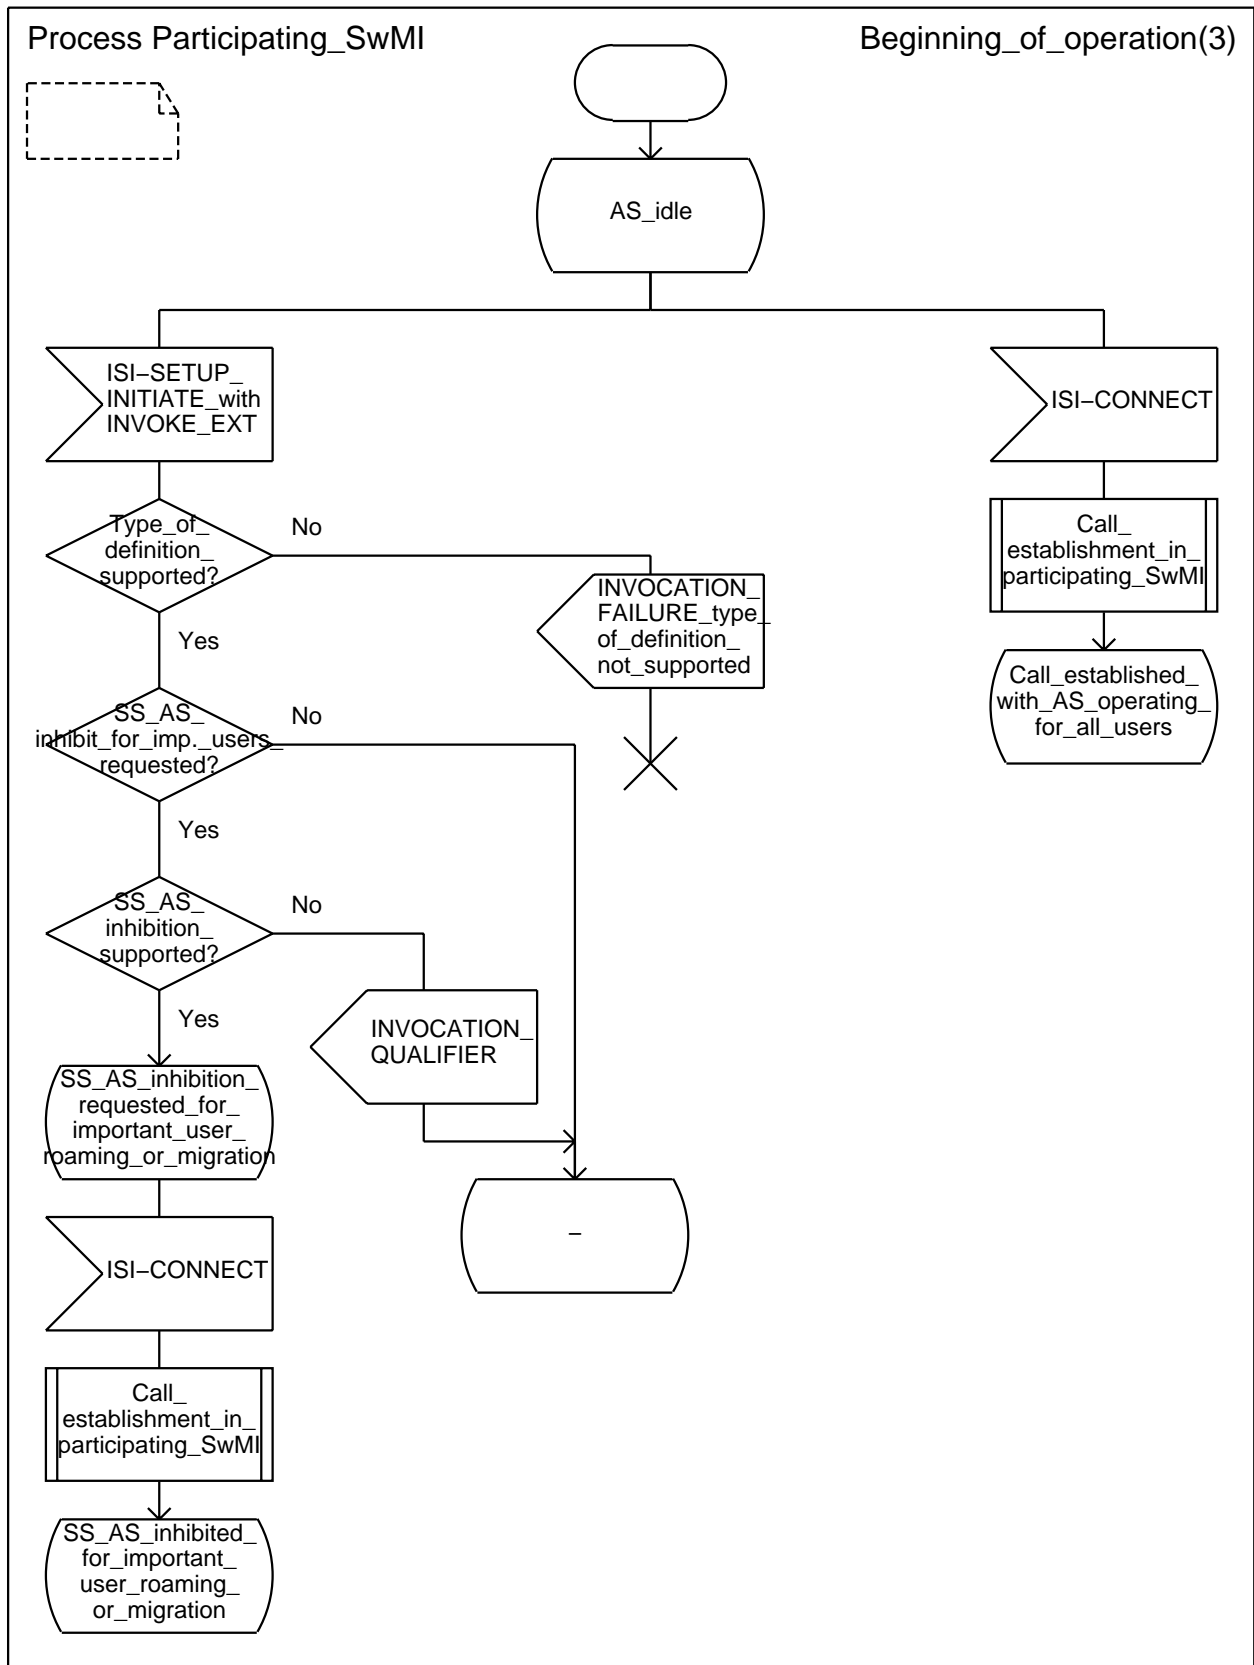 Process Participating_SwMI
Beginning_of_operation(3)
AS_idle
ISI–SETUP_
INITIATE_with
INVOKE_EXT
ISI–CONNECT
Type_of_
definition_
supported?
No
Yes
INVOCATION_
FAILURE_type_
of_definition_
not_supported
Call_
establishment_in_
participating_SwMI
Call_established_
with_AS_operating_
for_all_users
SS_AS_
inhibit_for_imp._users_
requested?
No
Yes
SS_AS_
inhibition_
supported?
No
Yes
INVOCATION_
QUALIFIER
SS_AS_inhibition_
requested_for_
important_user_
roaming_or_migration
–
ISI–CONNECT
Call_
establishment_in_
participating_SwMI
SS_AS_inhibited_
for_important_
user_roaming_
or_migration